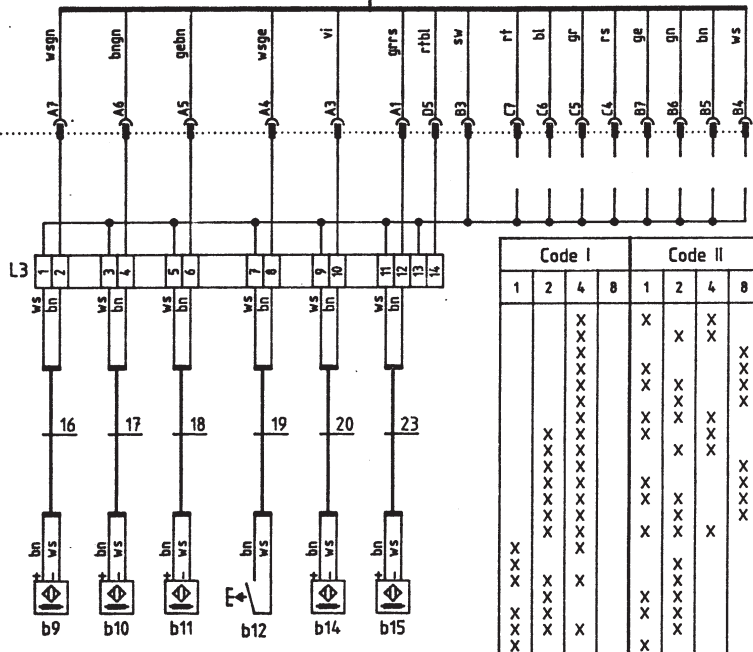 wsgn bngn gebn wsge vi grrs rtbl sw rt bl gr rs ge gn bn ws
A7 A6 A5 A4 A3 A1 D5 B3 C7 C6 C5 C4 B7 B6 B5 B4
L3 1 2 3 4 5 6 7 8 9 10 11 12 13 14
ws bn ws bn ws bn ws bn ws bn ws bn
16 17 18 19 20 23
bn ws bn ws bn ws bn ws bn ws bn ws
+ − + − + − + − + −
b9 b10 b11 b12 b14 b15
Code I Code II
1 2 4 8 1 2 4 8
X X X
X X X
X X
X X X
X X X X
X X X
X X X X
X X X X
X X X X
X X X
X X X X
X X X X X
X X X X
X X X X X
X X
X X
X X X X
X X
X X X
X X X X
X X